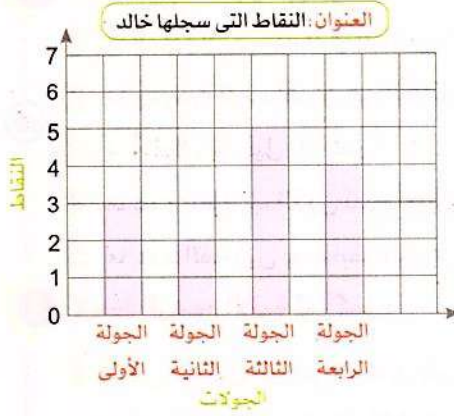 العنوان: النقاط التى سجلها خالد
7
6
5
4
3
2
1
0
النقاط
الجولة الأولى
الجولة الثانية
الجولة الثالثة
الجولة الرابعة
الجولات